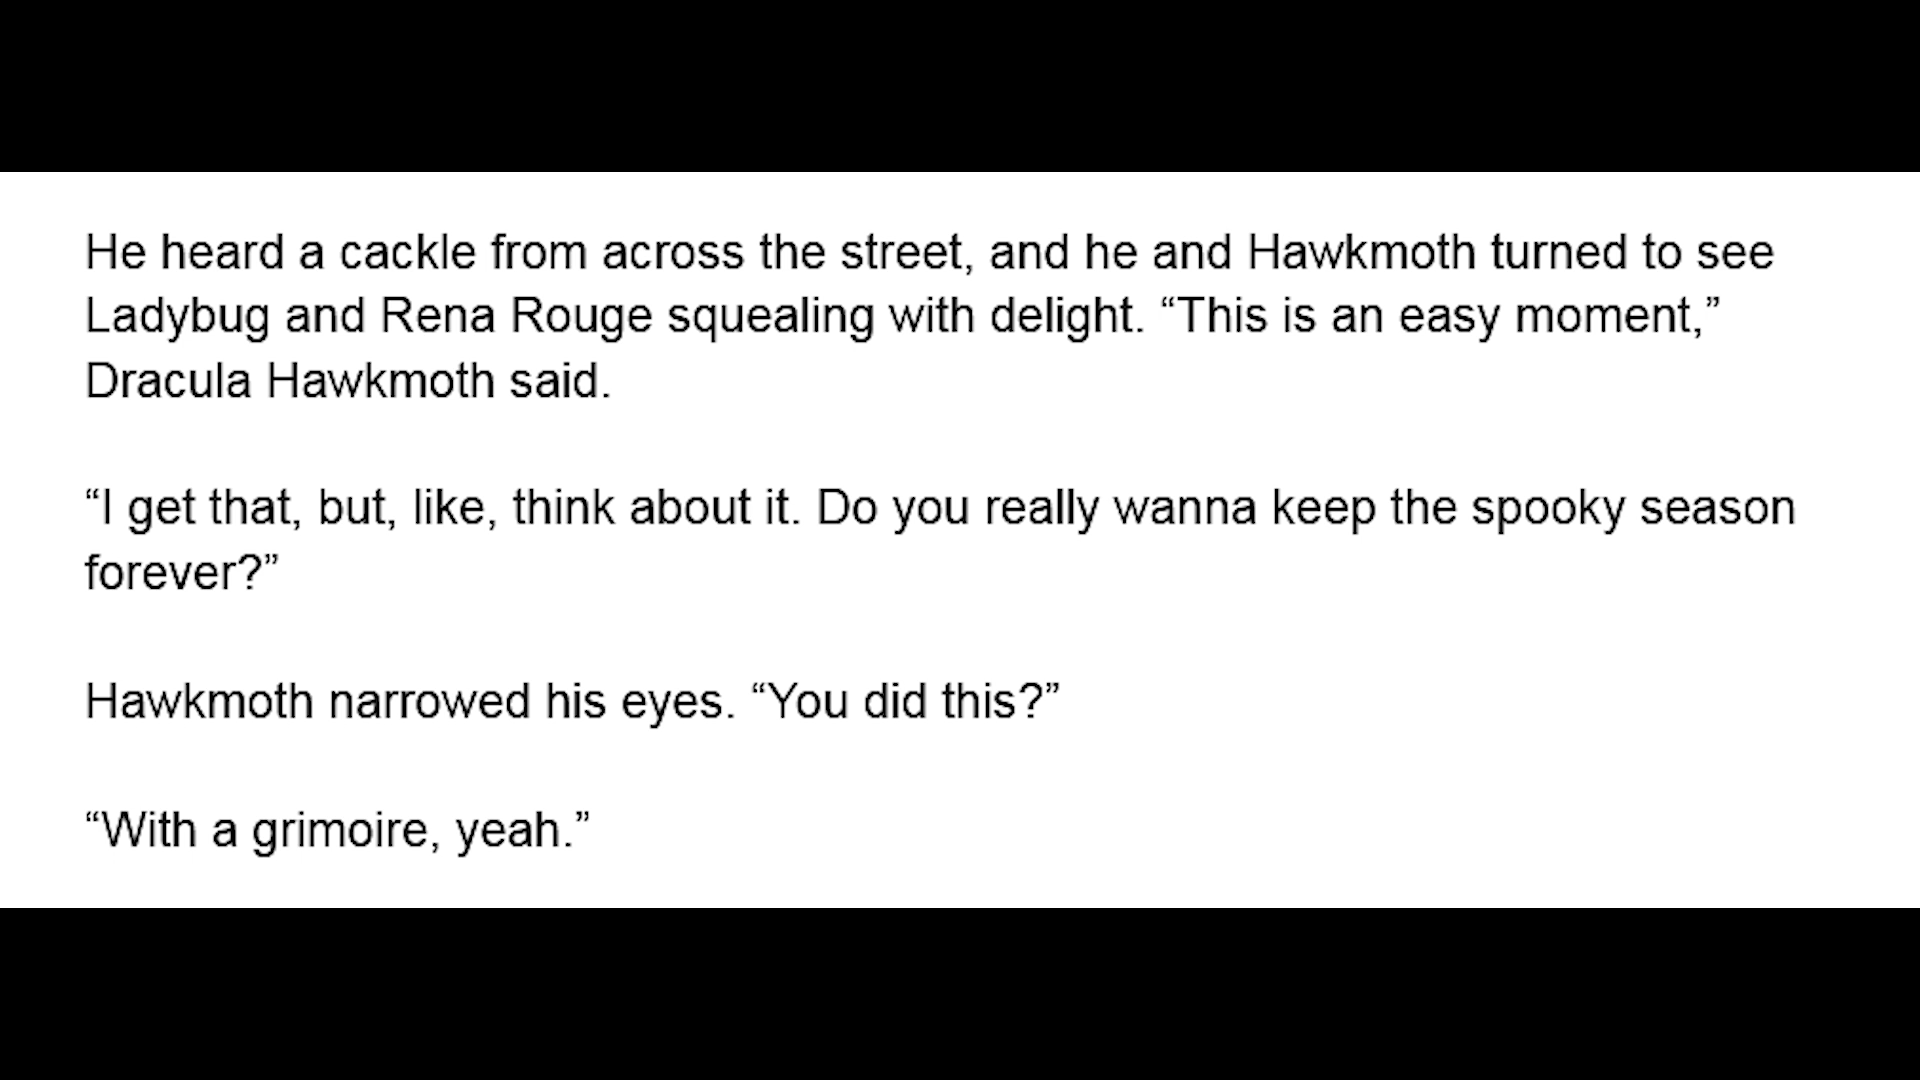 He heard a cackle from across the street, and he and Hawkmoth turned to see
Ladybug and Rena Rouge squealing with delight. “This is an easy moment,”
Dracula Hawkmoth said.
“I get that, but, like, think about it. Do you really wanna keep the spooky season
forever?”
Hawkmoth narrowed his eyes. “You did this?”
“With a grimoire, yeah.”